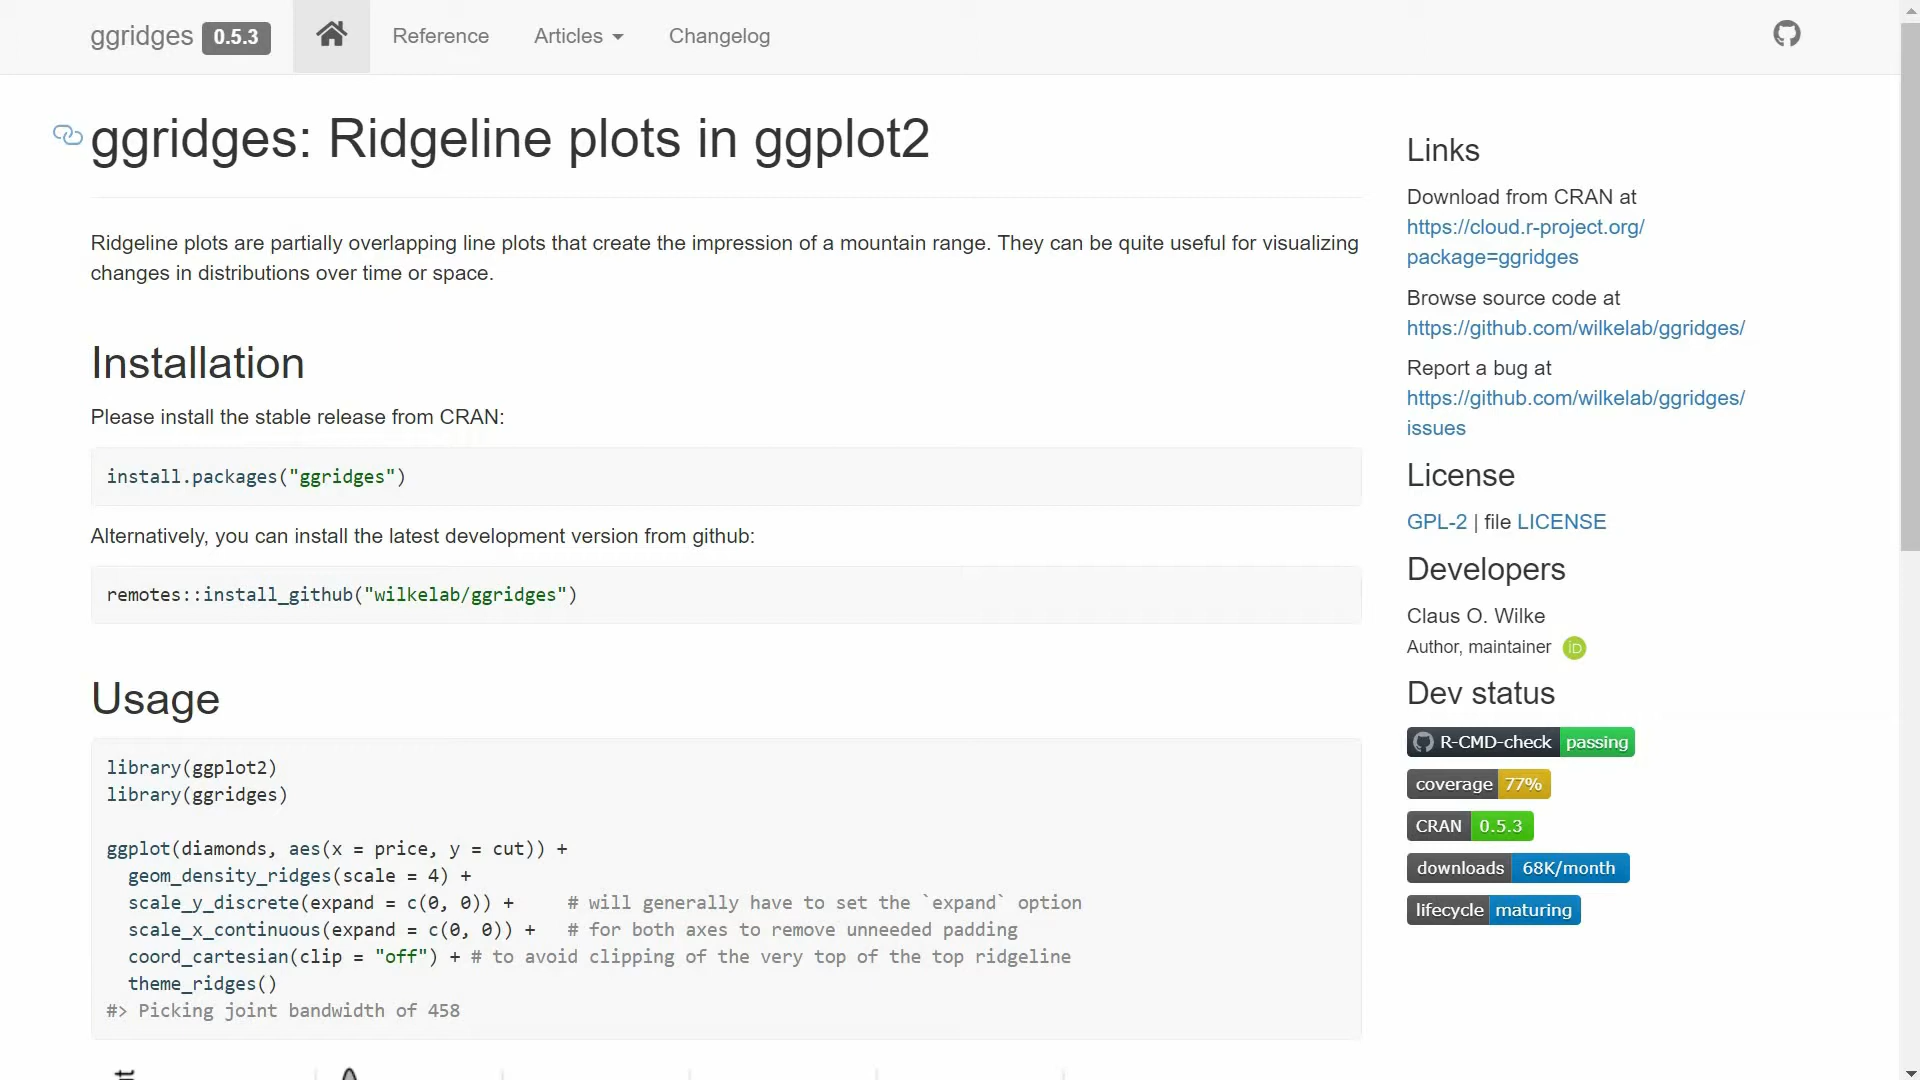 ggridges 0.5.3 Reference Articles Changelog
ggridges: Ridgeline plots in ggplot2
Ridgeline plots are partially overlapping line plots that create the impression of a mountain range. They can be quite useful for visualizing
changes in distributions over time or space.
Installation
Please install the stable release from CRAN:
install.packages("ggridges")
Alternatively, you can install the latest development version from github:
remotes::install_github("wilkelab/ggridges")
Usage
library(ggplot2)
library(ggridges)
ggplot(diamonds, aes(x = price, y = cut)) +
  geom_density_ridges(scale = 4) +
  scale_y_discrete(expand = c(0, 0)) +     # will generally have to set the `expand` option
  scale_x_continuous(expand = c(0, 0)) +   # for both axes to remove unneeded padding
  coord_cartesian(clip = "off") + # to avoid clipping of the very top of the top ridgeline
  theme_ridges()
#> Picking joint bandwidth of 458
Links
Download from CRAN at
https://cloud.r-project.org/
package=ggridges
Browse source code at
https://github.com/wilkelab/ggridges/
Report a bug at
https://github.com/wilkelab/ggridges/
issues
License
GPL-2 | file LICENSE
Developers
Claus O. Wilke
Author, maintainer iD
Dev status
R-CMD-check passing
coverage 77%
CRAN 0.5.3
downloads 68K/month
lifecycle maturing